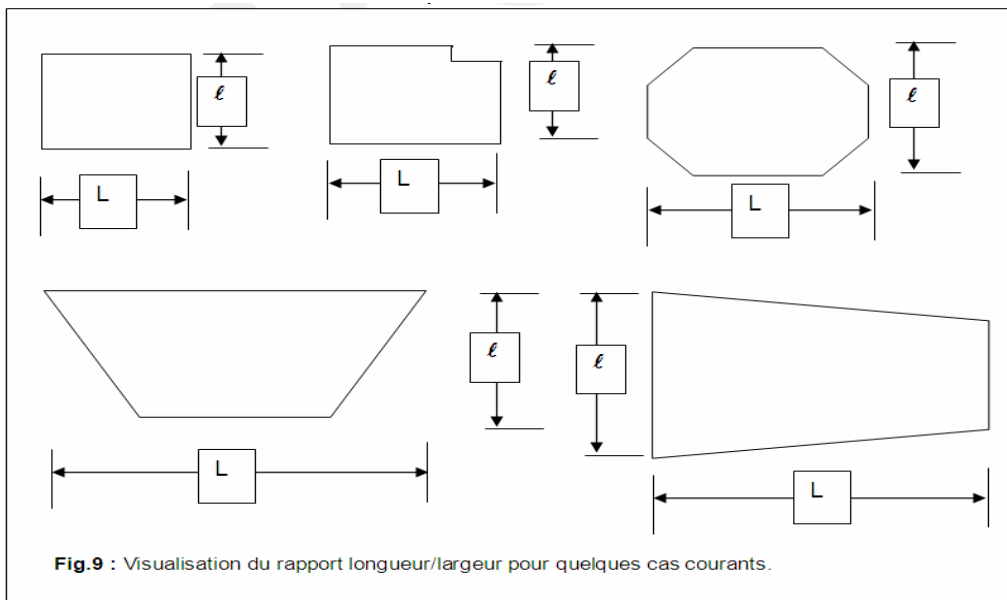 ℓ
ℓ
ℓ
L
L
L
ℓ
ℓ
L
L
Fig.9 : Visualisation du rapport longueur/largeur pour quelques cas courants.